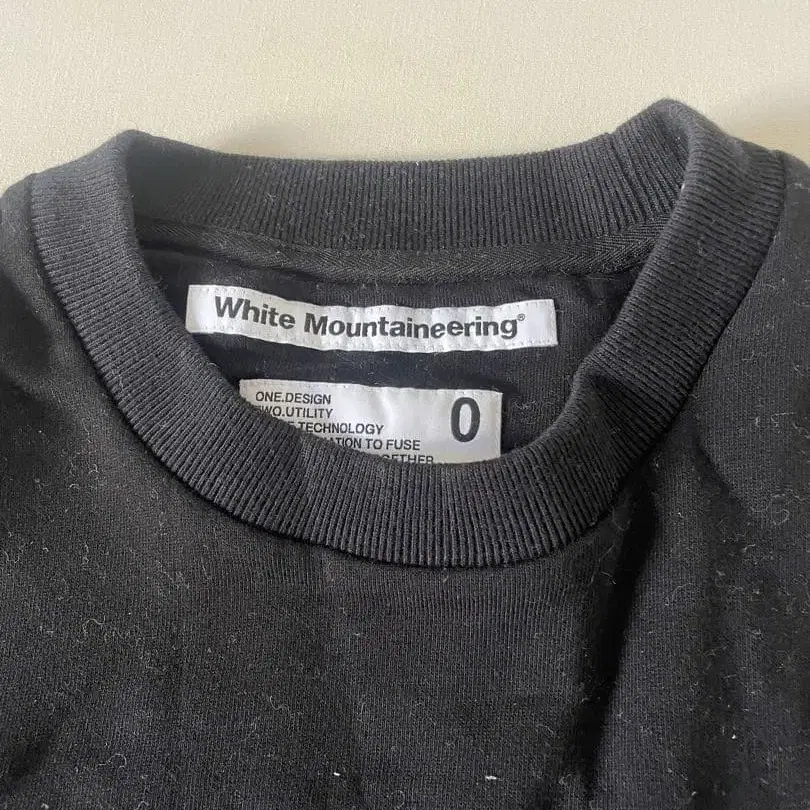 White Mountaineering®
ONE.DESIGN
0
UTILITY
TECHNOLOGY
TO FUSE